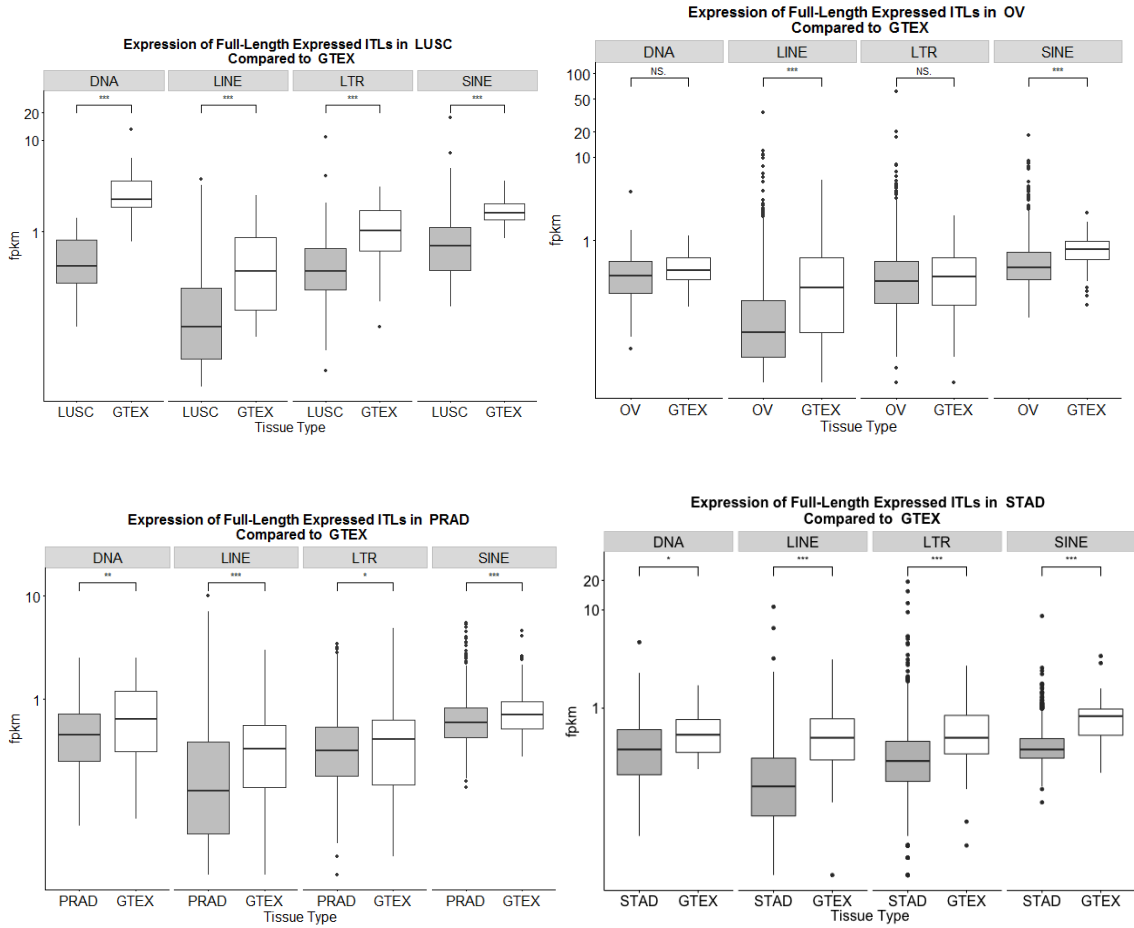 Expression of Full-Length Expressed ITLs in LUSC
Compared to GTEX
DNA LINE LTR SINE
*** *** *** ***
20
10
1
fpkm
LUSC GTEX LUSC GTEX LUSC GTEX LUSC GTEX
Tissue Type
Expression of Full-Length Expressed ITLs in OV
Compared to GTEX
DNA LINE LTR SINE
NS. *** NS. ***
100
50
20
10
1
fpkm
OV GTEX OV GTEX OV GTEX OV GTEX
Tissue Type
Expression of Full-Length Expressed ITLs in PRAD
Compared to GTEX
DNA LINE LTR SINE
** *** * ***
10
1
fpkm
PRAD GTEX PRAD GTEX PRAD GTEX PRAD GTEX
Tissue Type
Expression of Full-Length Expressed ITLs in STAD
Compared to GTEX
DNA LINE LTR SINE
* *** *** ***
20
10
1
fpkm
STAD GTEX STAD GTEX STAD GTEX STAD GTEX
Tissue Type